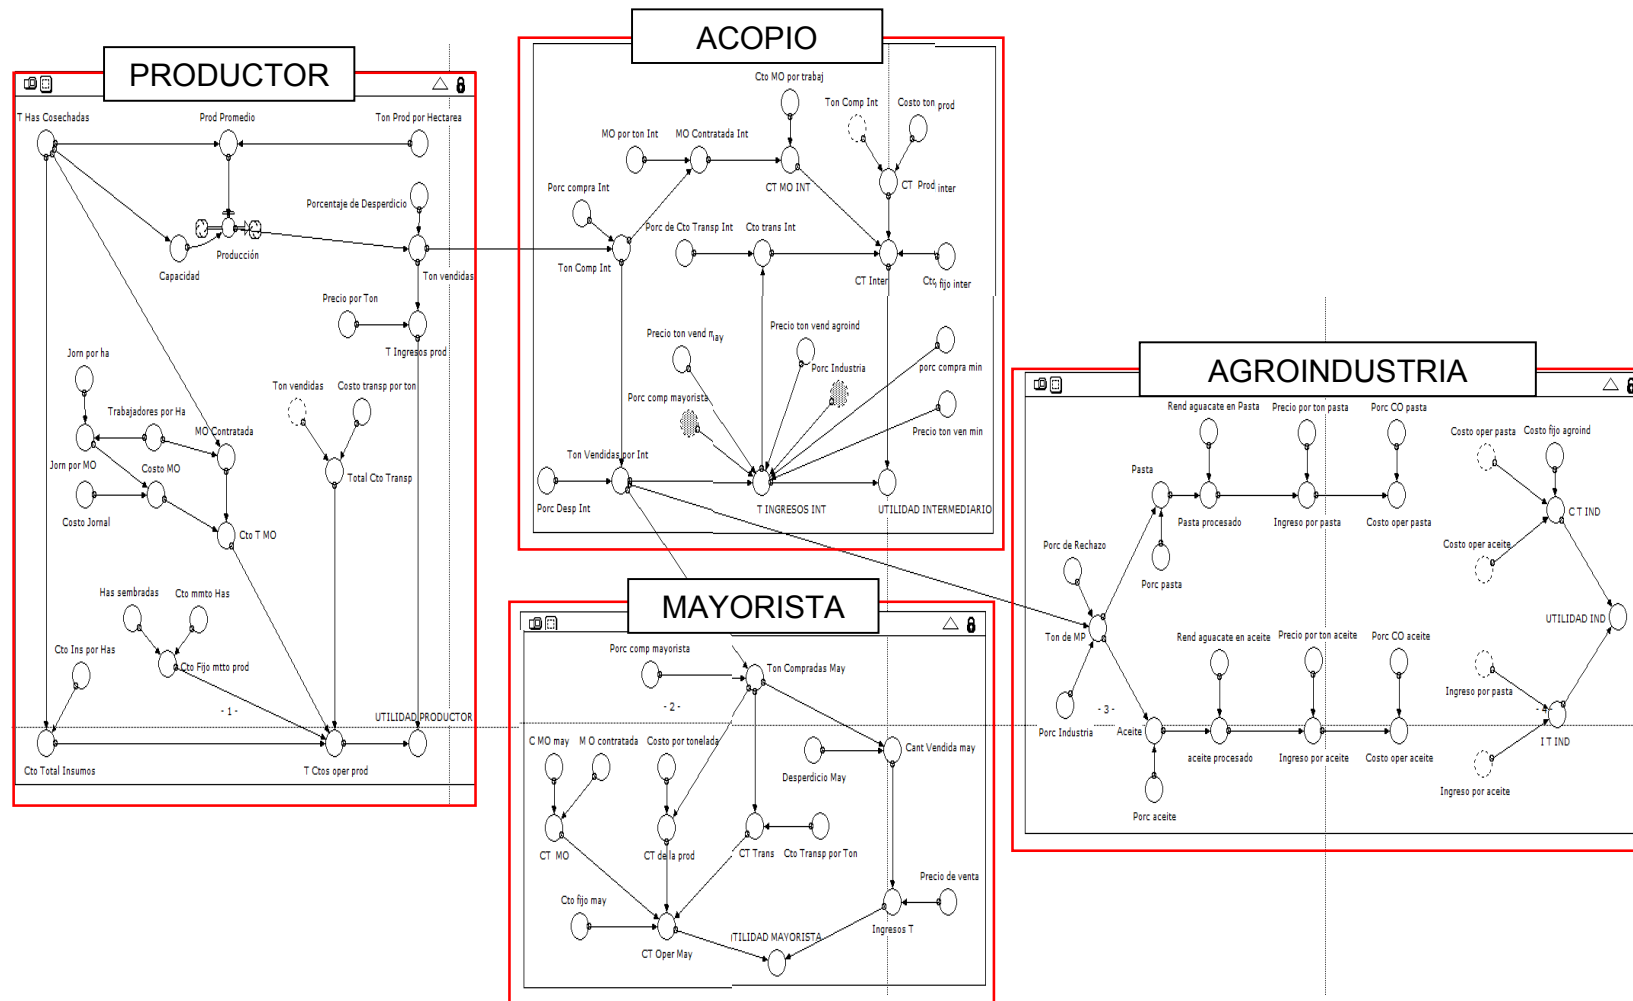 PRODUCTOR
T Has Cosechadas
Prod Promedio
Ton Prod por Hectarea
Porcentaje de Desperdicio
Producción
Capacidad
Ton vendidas
Precio por Ton
T Ingresos prod
Jorn por ha
Ton vendidas
Costo transp por ton
Trabajadores por Ha
MO Contratada
Jorn por MO
Costo MO
Total Cto Transp
Costo Jornal
Cto T MO
Has sembradas
Cto mmto Has
Cto Ins por Has
Cto Fijo mtto prod
- 1 -
UTILIDAD PRODUCTOR
Cto Total Insumos
T Ctos oper prod
ACOPIO
Cto MO por trabaj
Ton Comp Int
Costo ton prod
MO por ton Int
MO Contratada Int
CT MO INT
CT Prod inter
Porc compra Int
Porc de Cto Transp Int
Cto trans Int
Ton Comp Int
CT Inter
Cto fijo inter
Precio ton vend may
Precio ton vend agroind
Porc Industria
porc compra min
Porc comp mayorista
Precio ton ven min
Ton Vendidas por Int
Porc Desp Int
T INGRESOS INT
UTILIDAD INTERMEDIARIO
MAYORISTA
Porc comp mayorista
Ton Compradas May
- 2 -
C MO may
M O contratada
Costo por tonelada
Cant Vendida may
Desperdicio May
CT MO
CT de la prod
CT Trans
Cto Transp por Ton
Precio de venta
Cto fijo may
Ingresos T
TILIDAD MAYORISTA
CT Oper May
AGROINDUSTRIA
Rend aguacate en Pasta
Precio por ton pasta
Porc CO pasta
Costo oper pasta
Costo fijo agroind
Pasta
Pasta procesado
Ingreso por pasta
Costo oper pasta
C T IND
Porc de Rechazo
Porc pasta
Costo oper aceite
Ton de MP
Rend aguacate en aceite
Precio por ton aceite
Porc CO aceite
UTILIDAD IND
Ingreso por pasta
- 3 -
- 4 -
Porc Industria
Aceite
aceite procesado
Ingreso por aceite
Costo oper aceite
I T IND
Ingreso por aceite
Porc aceite